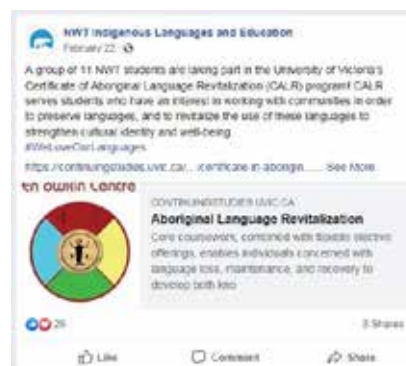 NWT Indigenous Languages and Education
February 22
A group of 11 NWT students are taking part in the University of Victoria's
Certificate of Aboriginal Language Revitalization (CALR) program! CALR
serves students who have an interest in working with communities in order
to preserve languages, and to revitalize the use of these languages to
strengthen cultural identity and well-being.
#WeLoveOurLanguages
https://continuingstudies.uvic.ca/.../certificate-in-aborigin...... See More
En'owkin Centre
CONTINUINGSTUDIES.UVIC.CA
Aboriginal Language Revitalization
Core coursework, combined with flexible elective
offerings, enables individuals concerned with
language loss, maintenance, and recovery to
develop both kno
26
8 Shares
Like
Comment
Share